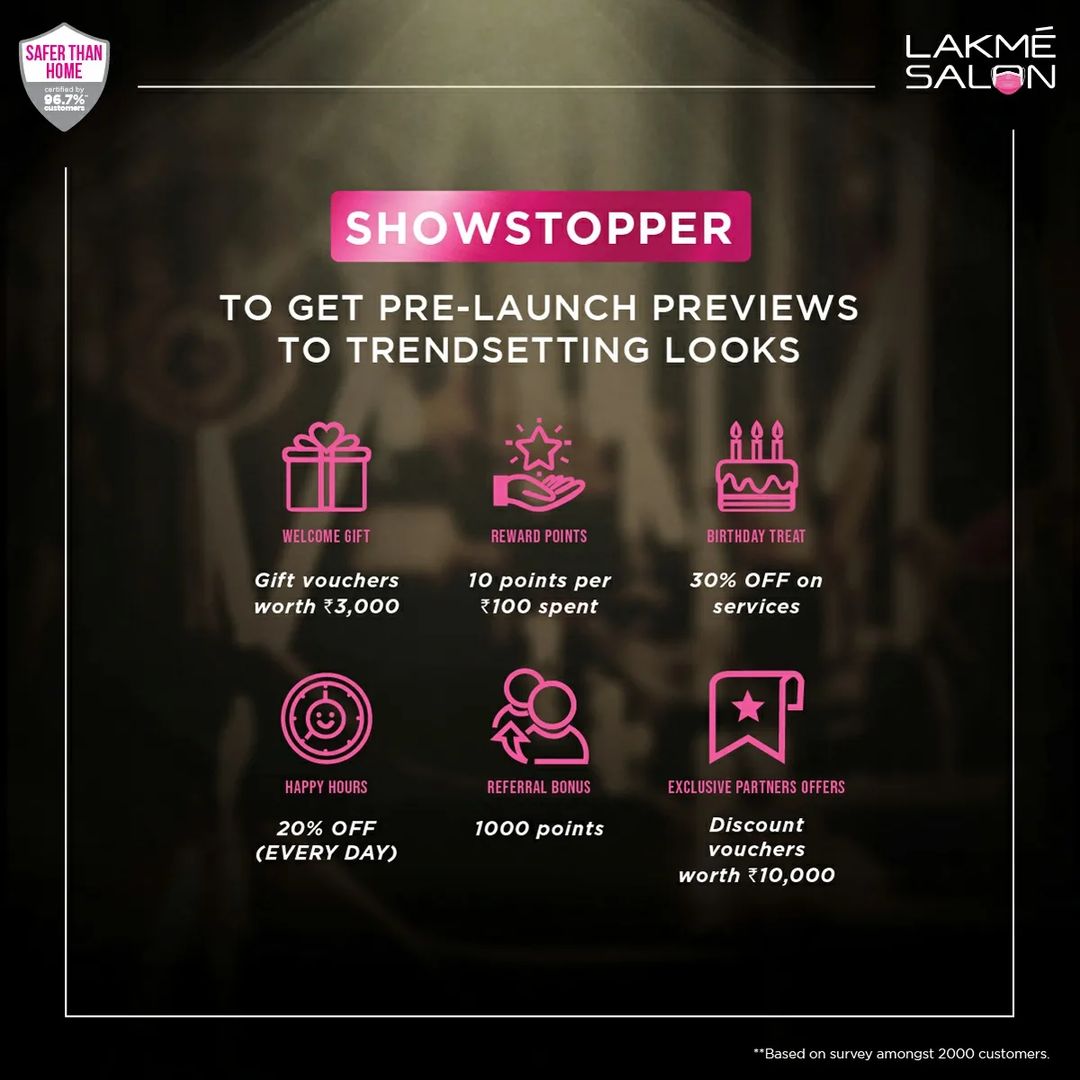 SAFER THAN
HOME
certified by
96.7%**
customers
LAKMÉ
SALON
SHOWSTOPPER
TO GET PRE-LAUNCH PREVIEWS
TO TRENDSETTING LOOKS
WELCOME GIFT
Gift vouchers
worth ₹3,000
REWARD POINTS
10 points per
₹100 spent
BIRTHDAY TREAT
30% OFF on
services
HAPPY HOURS
20% OFF
(EVERY DAY)
REFERRAL BONUS
1000 points
EXCLUSIVE PARTNERS OFFERS
Discount
vouchers
worth ₹10,000
**Based on survey amongst 2000 customers.